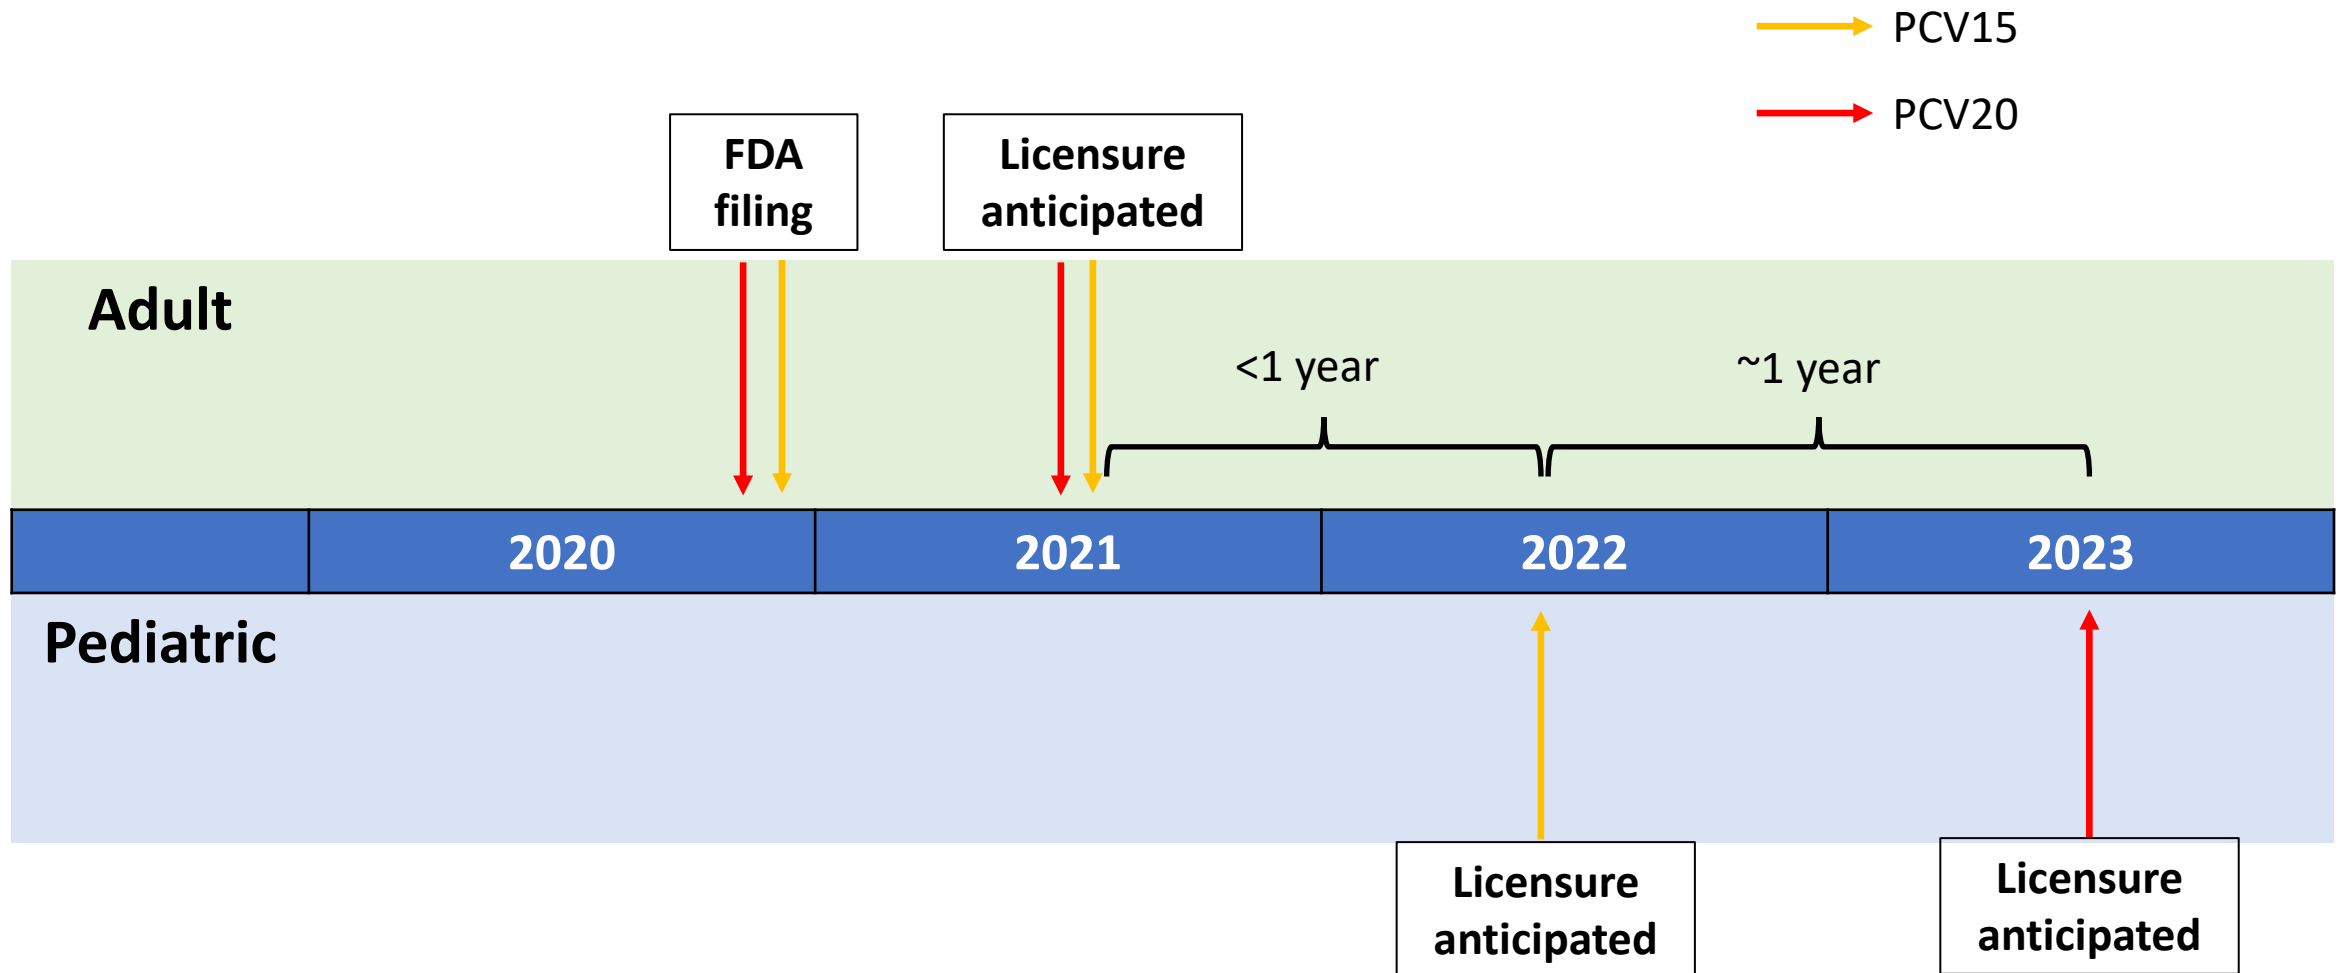 PCV15
PCV20
FDA
filing
Licensure
anticipated
Adult
<1 year
~1 year
2020
2021
2022
2023
Pediatric
Licensure
anticipated
Licensure
anticipated